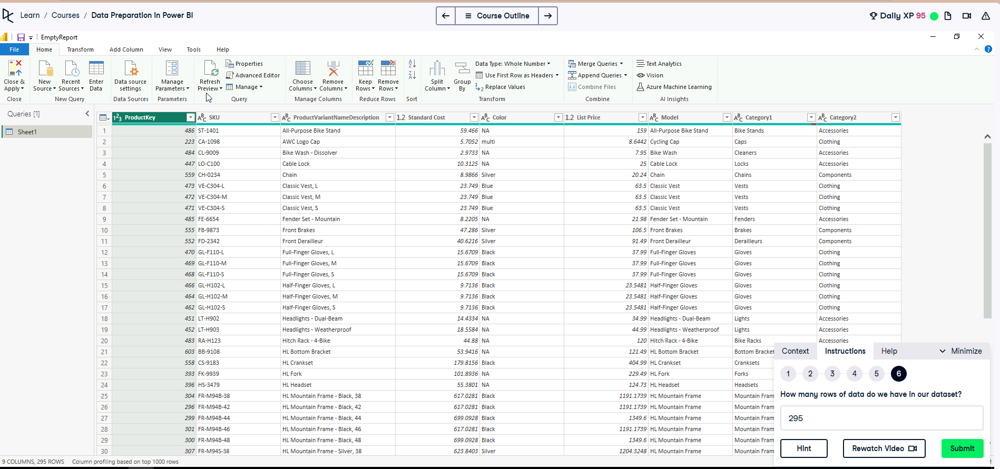 Learn / Courses / Data Preparation in Power BI
Course Outline
Daily XP 95
EmptyReport
File Home Transform Add Column View Tools Help
Close & Apply
New Source
Recent Sources
Enter Data
Data source settings
Manage Parameters
Refresh Preview
Properties
Advanced Editor
Manage
Choose Columns
Remove Columns
Keep Rows
Remove Rows
Split Column
Group By
Data Type: Whole Number
Use First Row as Headers
Replace Values
Merge Queries
Append Queries
Combine Files
Text Analytics
Vision
Azure Machine Learning
Close New Query Data Sources Parameters Query Manage Columns Reduce Rows Sort Transform Combine AI Insights
Queries [1]
Sheet1
ProductKey SKU ProductVariantNameDescription 1.2 Standard Cost Color 1.2 List Price Model Category1 Category2
1 486 ST-1401 All-Purpose Bike Stand 59.466 NA 159 All-Purpose Bike Stand Bike Stands Accessories
2 223 CA-1098 AWC Logo Cap 5.7052 multi 8.6442 Cycling Cap Caps Clothing
3 484 CL-9009 Bike Wash - Dissolver 2.9733 NA 7.95 Bike Wash Cleaners Accessories
4 447 LO-C100 Cable Lock 10.3125 NA 25 Cable Lock Locks Accessories
5 559 CH-0234 Chain 8.9866 Silver 20.24 Chain Chains Components
6 473 VE-C304-L Classic Vest, L 23.749 Blue 63.5 Classic Vest Vests Clothing
7 472 VE-C304-M Classic Vest, M 23.749 Blue 63.5 Classic Vest Vests Clothing
8 471 VE-C304-S Classic Vest, S 23.749 Blue 63.5 Classic Vest Vests Clothing
9 485 FE-6654 Fender Set - Mountain 8.2205 NA 21.98 Fender Set - Mountain Fenders Accessories
10 555 FB-9873 Front Brakes 47.286 Silver 106.5 Front Brakes Brakes Components
11 552 FD-2342 Front Derailleur 40.6216 Silver 91.49 Front Derailleur Derailleurs Components
12 470 GL-F110-L Full-Finger Gloves, L 15.6709 Black 37.99 Full-Finger Gloves Gloves Clothing
13 469 GL-F110-M Full-Finger Gloves, M 15.6709 Black 37.99 Full-Finger Gloves Gloves Clothing
14 468 GL-F110-S Full-Finger Gloves, S 15.6709 Black 37.99 Full-Finger Gloves Gloves Clothing
15 466 GL-H102-L Half-Finger Gloves, L 9.7136 Black 23.5481 Half-Finger Gloves Gloves Clothing
16 464 GL-H102-M Half-Finger Gloves, M 9.7136 Black 23.5481 Half-Finger Gloves Gloves Clothing
17 462 GL-H102-S Half-Finger Gloves, S 9.7136 Black 23.5481 Half-Finger Gloves Gloves Clothing
18 451 LT-H902 Headlights - Dual-Beam 14.4334 NA 34.99 Headlights - Dual-Beam Lights Accessories
19 452 LT-H903 Headlights - Weatherproof 18.5584 NA 44.99 Headlights - Weatherproof Lights Accessories
20 483 RA-H123 Hitch Rack - 4-Bike 44.88 NA 120 Hitch Rack - 4-Bike Bike Racks Accessories
21 603 BB-9108 HL Bottom Bracket 53.9416 NA 121.49 HL Bottom Bracket Bottom Bracket
22 558 CS-9183 HL Crankset 179.8156 Black 404.99 HL Crankset Cranksets
23 393 FK-9939 HL Fork 101.8936 NA 229.49 HL Fork Forks
24 396 HS-3479 HL Headset 55.3801 NA 124.73 HL Headset Headsets
25 304 FR-M94B-38 HL Mountain Frame - Black, 38 617.0281 Black 1191.1739 HL Mountain Frame Mountain Fram
26 296 FR-M94B-42 HL Mountain Frame - Black, 42 617.0281 Black 1191.1739 HL Mountain Frame Mountain Fram
27 299 FR-M94B-44 HL Mountain Frame - Black, 44 699.0928 Black 1349.6 HL Mountain Frame Mountain Fram
28 301 FR-M94B-46 HL Mountain Frame - Black, 46 617.0281 Black 1191.1739 HL Mountain Frame Mountain Fram
29 300 FR-M94B-48 HL Mountain Frame - Black, 48 699.0928 Black 1349.6 HL Mountain Frame Mountain Fram
30 307 FR-M94S-38 HL Mountain Frame - Silver, 38 623.8403 Silver 1204.3248 HL Mountain Frame Mountain Fram
Context Instructions Help Minimize
1 2 3 4 5 6
How many rows of data do we have in our dataset?
295
Hint Rewatch Video Submit
9 COLUMNS, 295 ROWS Column profiling based on top 1000 rows